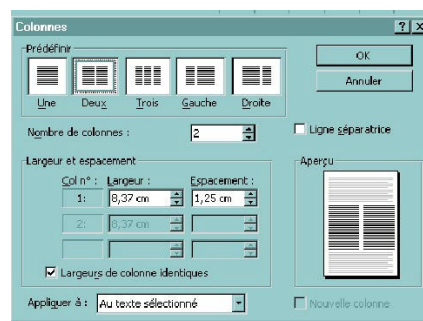 Colonnes
Prédéfinir
Une Deux Trois Gauche Droite
OK
Annuler
Nombre de colonnes : 2
Ligne séparatrice
Largeur et espacement
Col n° : Largeur : Espacement :
1: 8,37 cm 1,25 cm
2: 8,37 cm
Largeurs de colonne identiques
Aperçu
Appliquer à : Au texte sélectionné
Nouvelle colonne